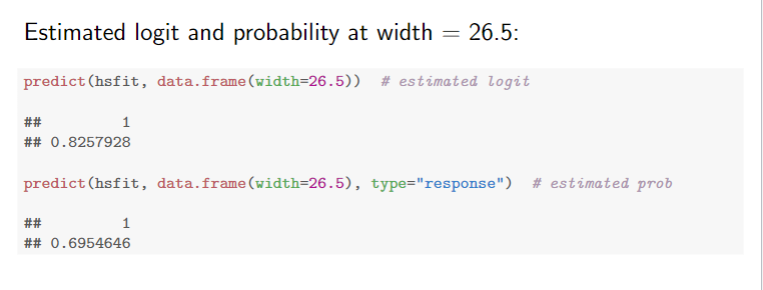 Estimated logit and probability at width = 26.5:
predict(hsfit, data.frame(width=26.5))  # estimated logit
##         1
## 0.8257928
predict(hsfit, data.frame(width=26.5), type="response")  # estimated prob
##         1
## 0.6954646